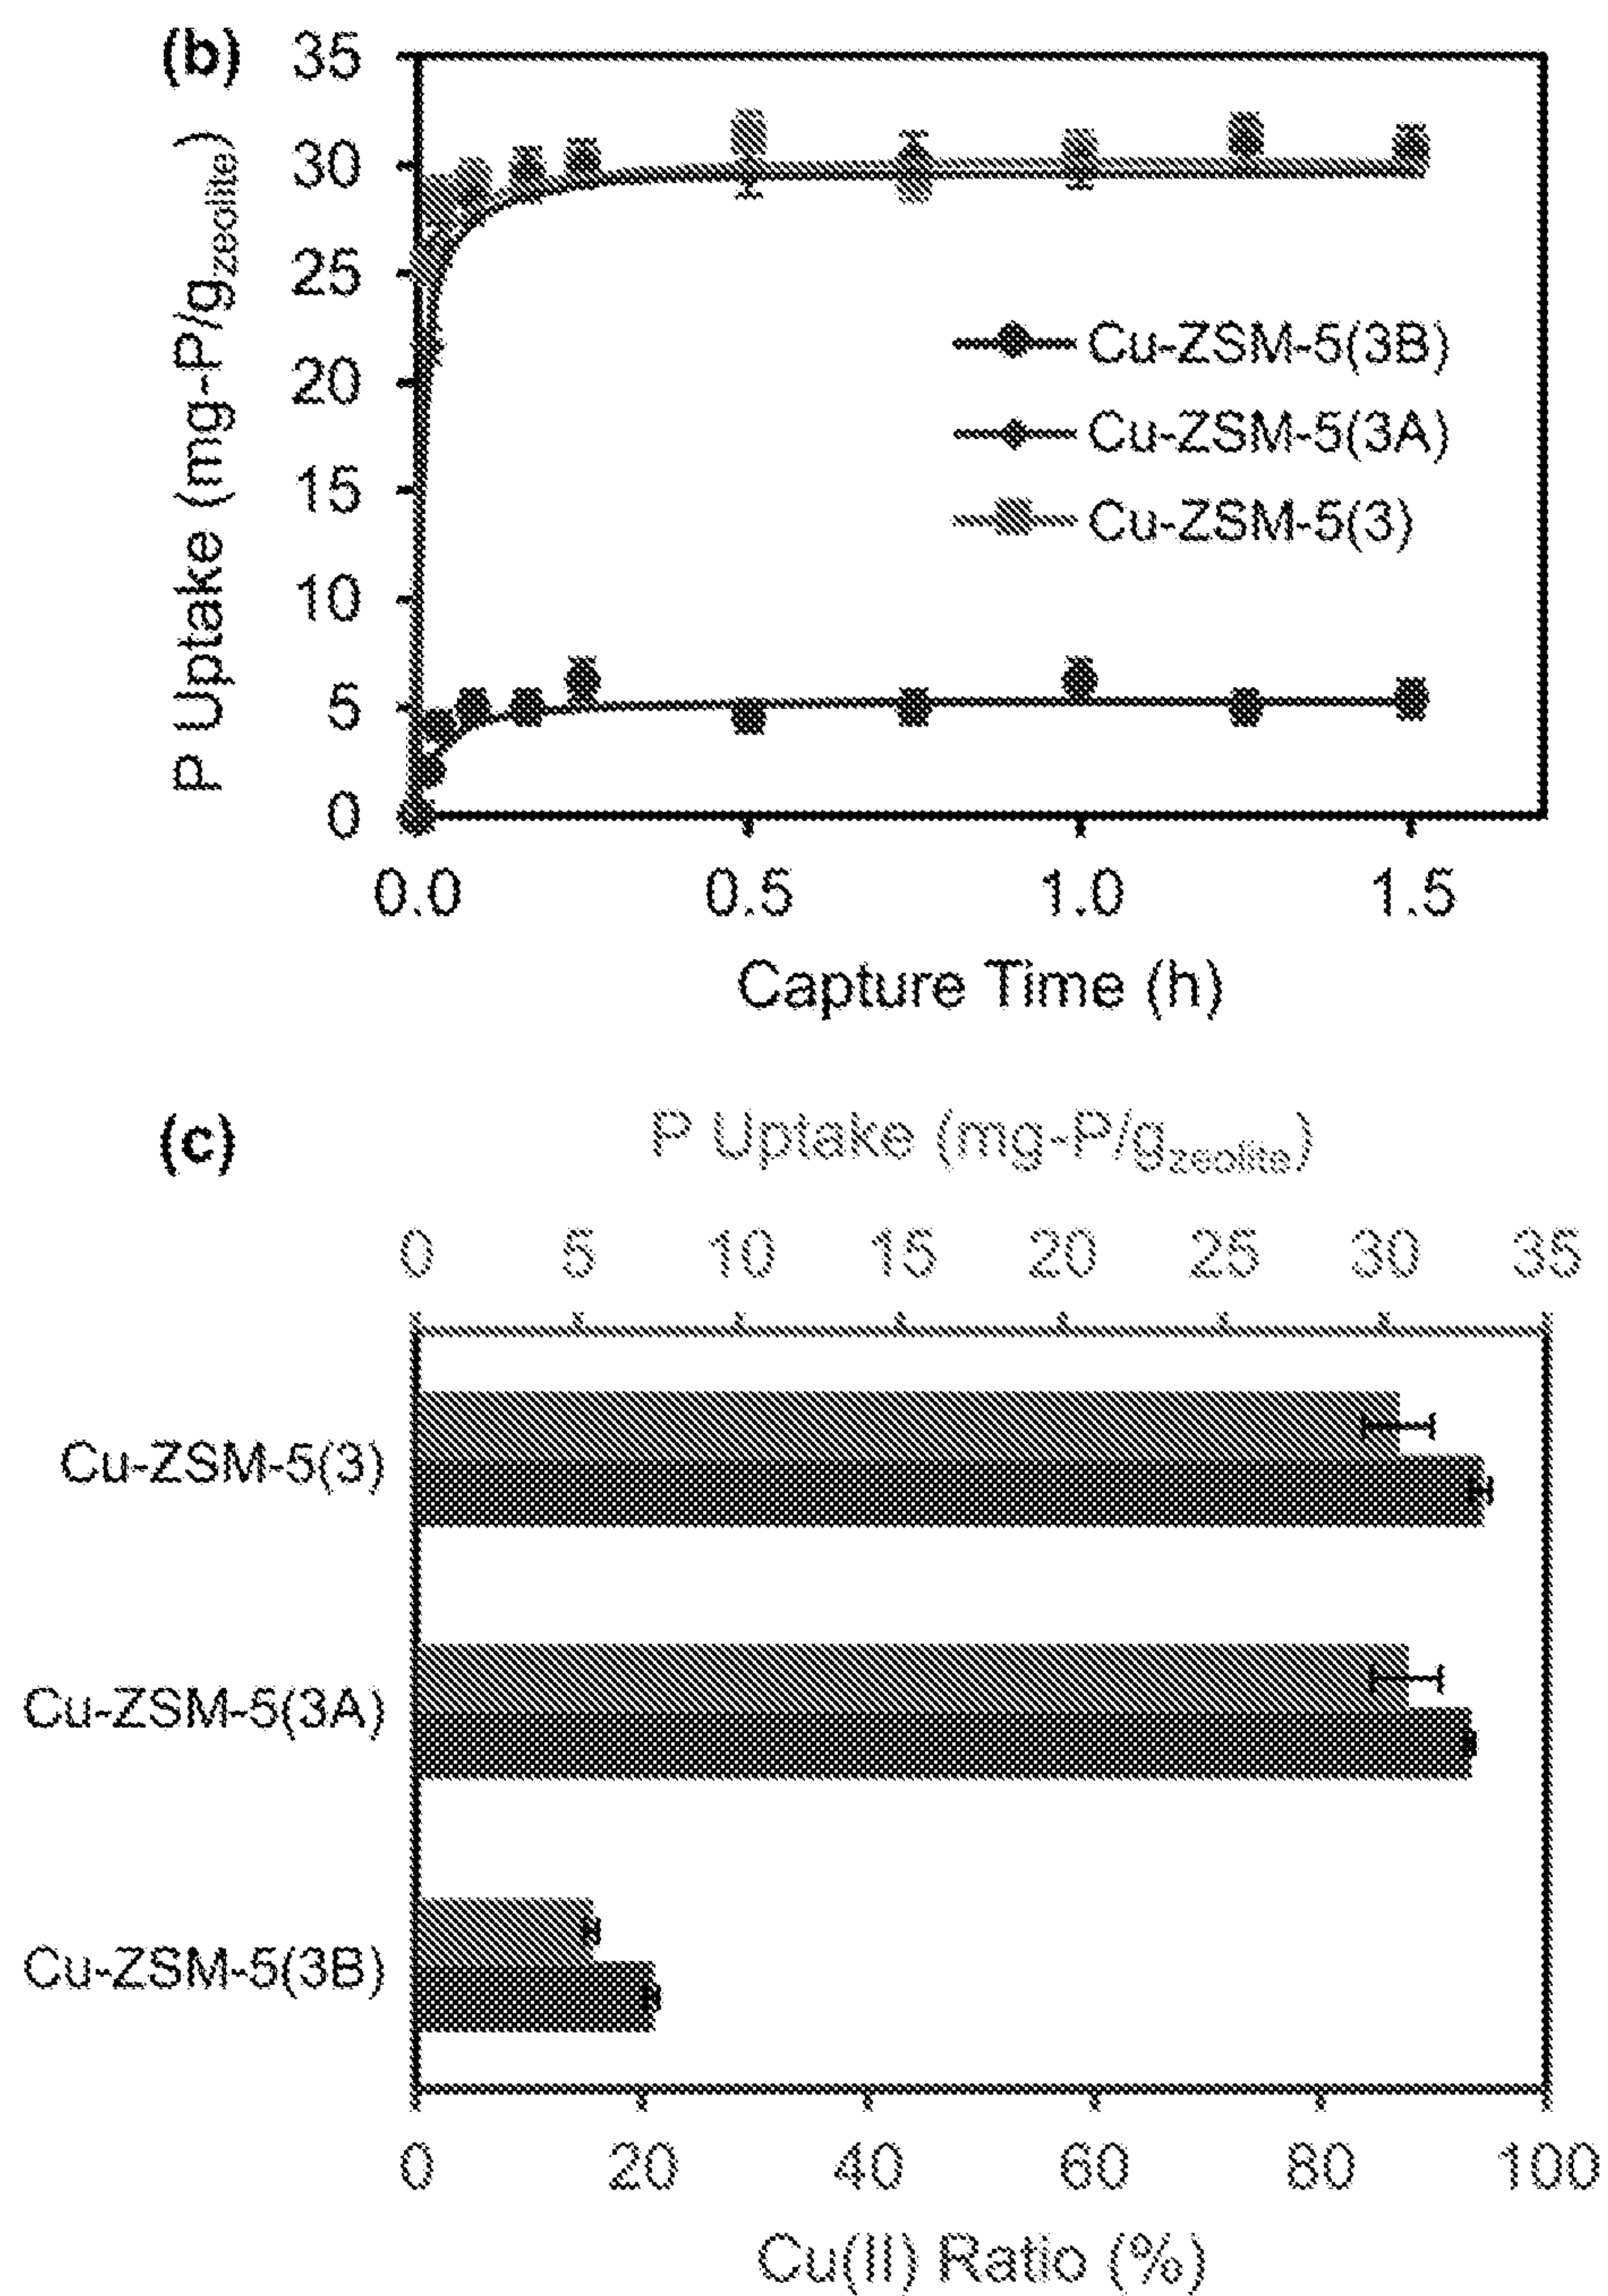 (b)
P Uptake (mg-P/gzeolite)
35
30
25
20
15
10
5
0
0.0 0.5 1.0 1.5
Capture Time (h)
Cu-ZSM-5(3B)
Cu-ZSM-5(3A)
Cu-ZSM-5(3)
(c)
P Uptake (mg-P/gzeolite)
0 5 10 15 20 25 30 35
Cu-ZSM-5(3)
Cu-ZSM-5(3A)
Cu-ZSM-5(3B)
0 20 40 60 80 100
Cu(II) Ratio (%)